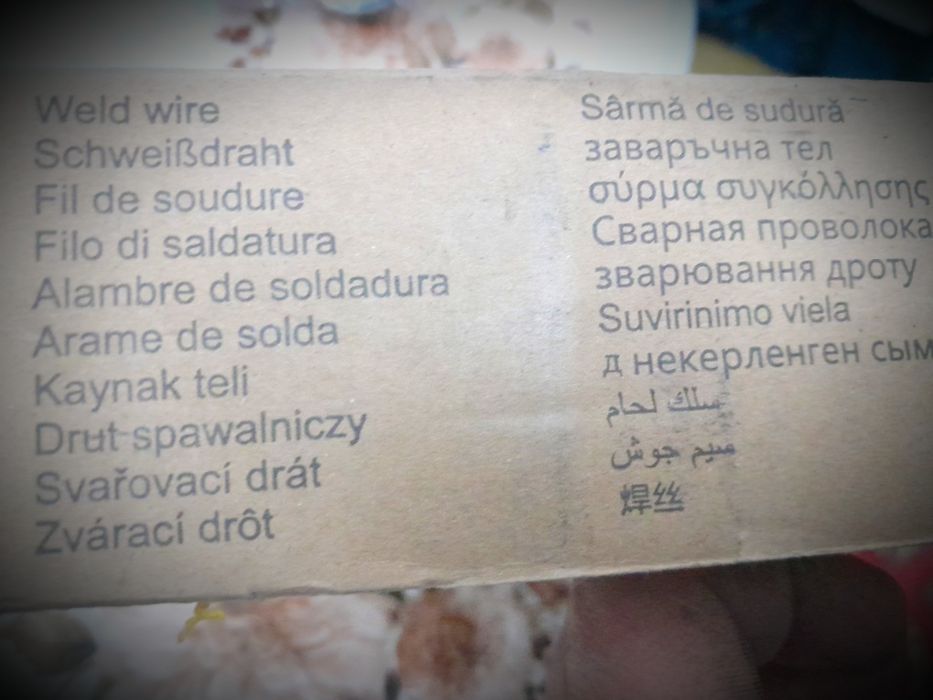 Weld wire
Schweißdraht
Fil de soudure
Filo di saldatura
Alambre de soldadura
Arame de solda
Kaynak teli
Drut spawalniczy
Svařovací drát
Zvárací drôt
Sârmă de sudură
заваръчна тел
σύρμα συγκόλλησης
Сварная проволока
зварювання дроту
Suvirinimo viela
д некерленген сым
سلك لحام
سیم جوش
焊丝